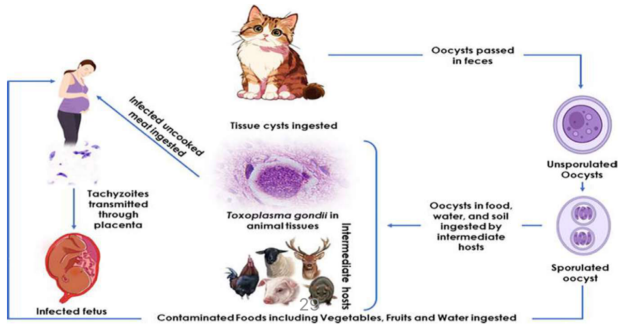 Oocysts passed
in feces
Tissue cysts ingested
Infected uncooked
meat ingested
Unsporulated
Oocysts
Toxoplasma gondii in
animal tissues
Tachyzoites
transmitted
through
placenta
Oocysts in food,
water, and soil
ingested by
intermediate
hosts
Intermediate hosts
Sporulated
oocyst
29
Infected fetus
Contaminated Foods including Vegetables, Fruits and Water ingested